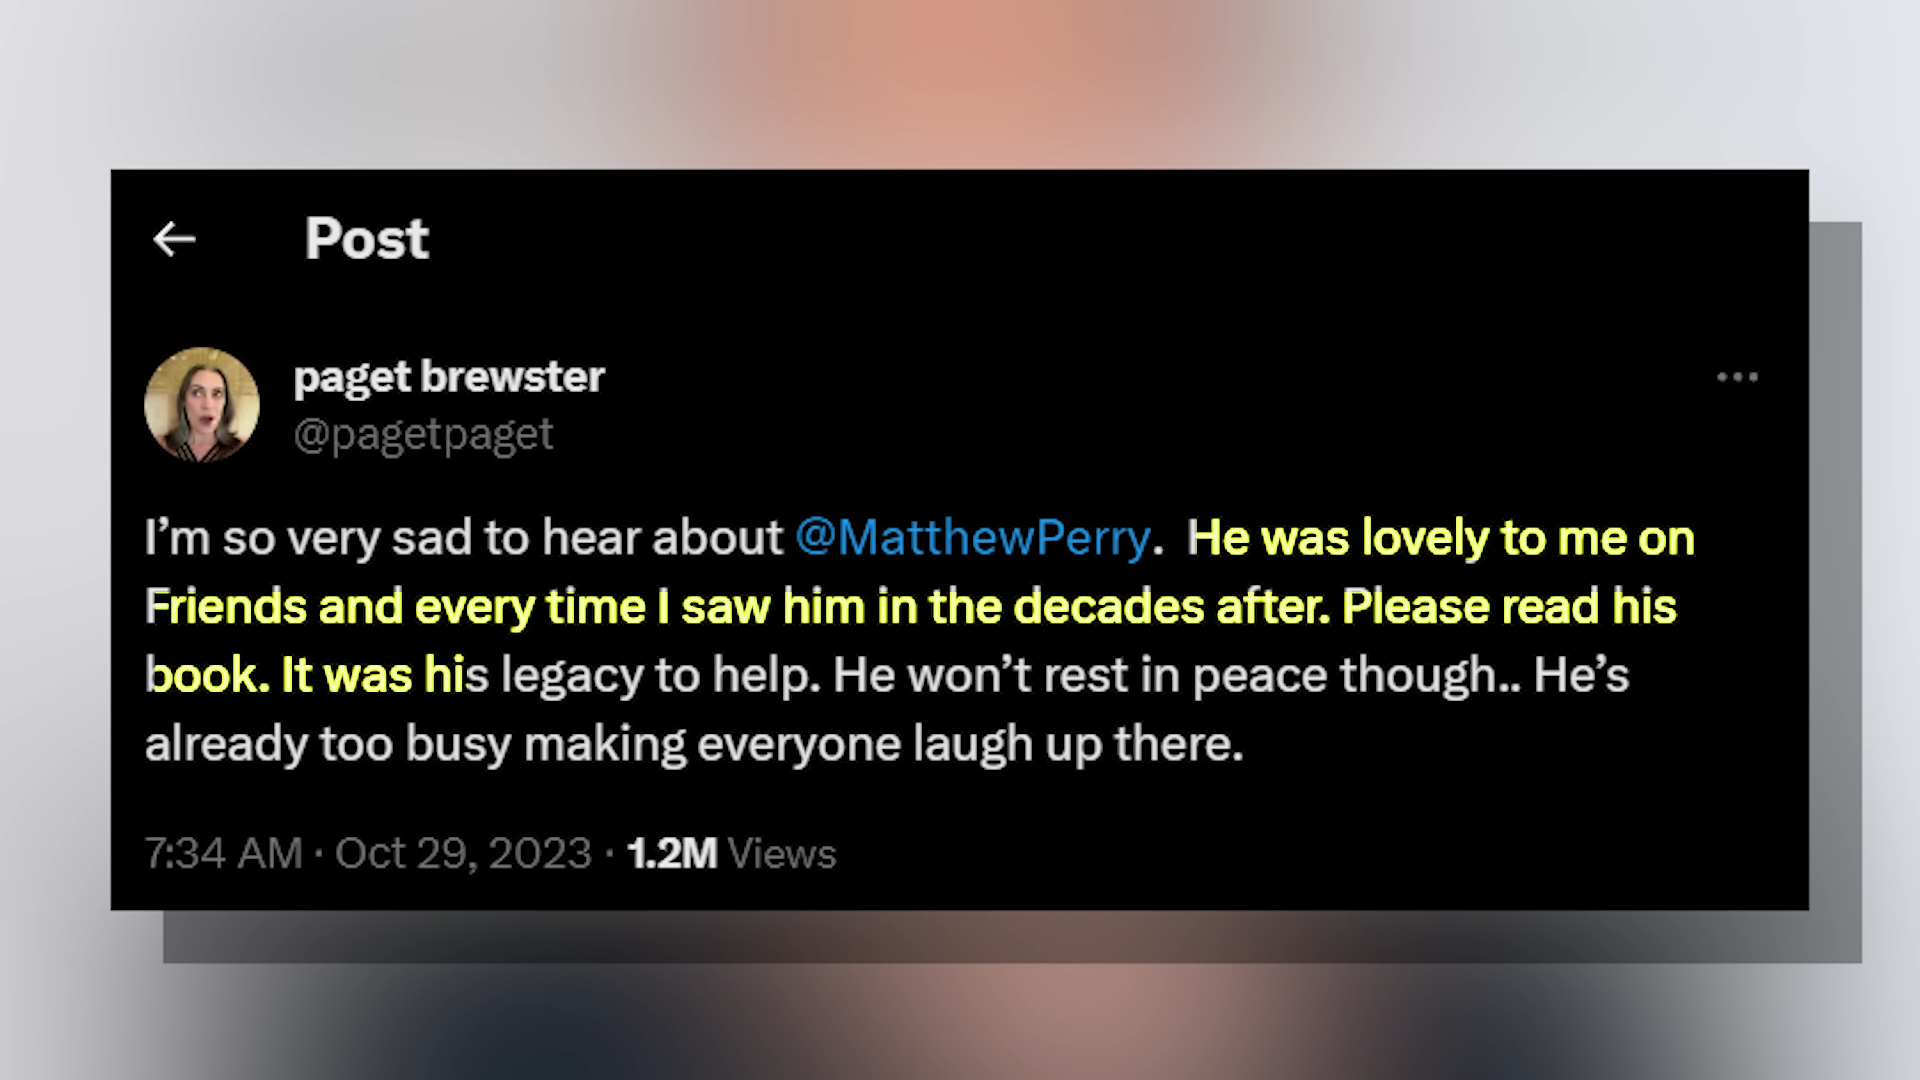 Post
paget brewster
@pagetpaget
I’m so very sad to hear about @MatthewPerry.  He was lovely to me on
Friends and every time I saw him in the decades after. Please read his
book. It was his legacy to help. He won’t rest in peace though.. He’s
already too busy making everyone laugh up there.
7:34 AM · Oct 29, 2023 · 1.2M Views